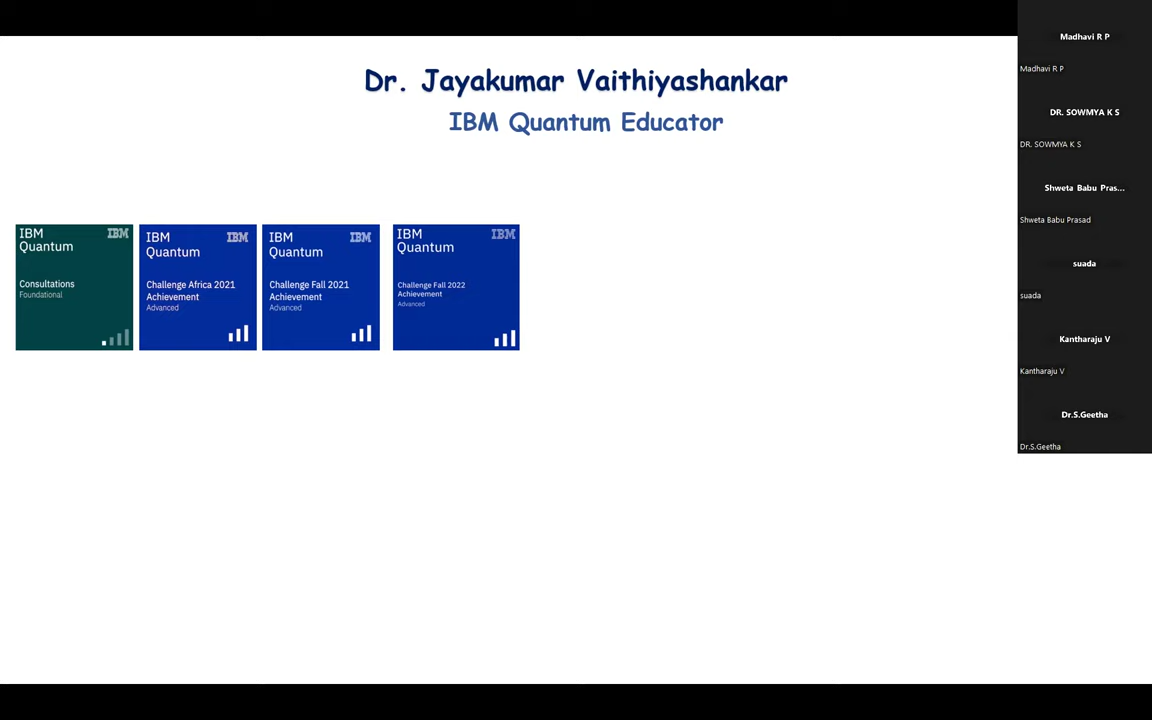 Dr. Jayakumar Vaithiyashankar
IBM Quantum Educator
IBM
Quantum
IBM
Consultations
Foundational
IBM
Quantum
IBM
Challenge Africa 2021
Achievement
Advanced
IBM
Quantum
IBM
Challenge Fall 2021
Achievement
Advanced
IBM
Quantum
IBM
Challenge Fall 2022
Achievement
Advanced
Madhavi R P
Madhavi R P
DR. SOWMYA K S
DR. SOWMYA K S
Shweta Babu Pras...
Shweta Babu Prasad
suada
suada
Kantharaju V
Kantharaju V
Dr.S.Geetha
Dr.S.Geetha